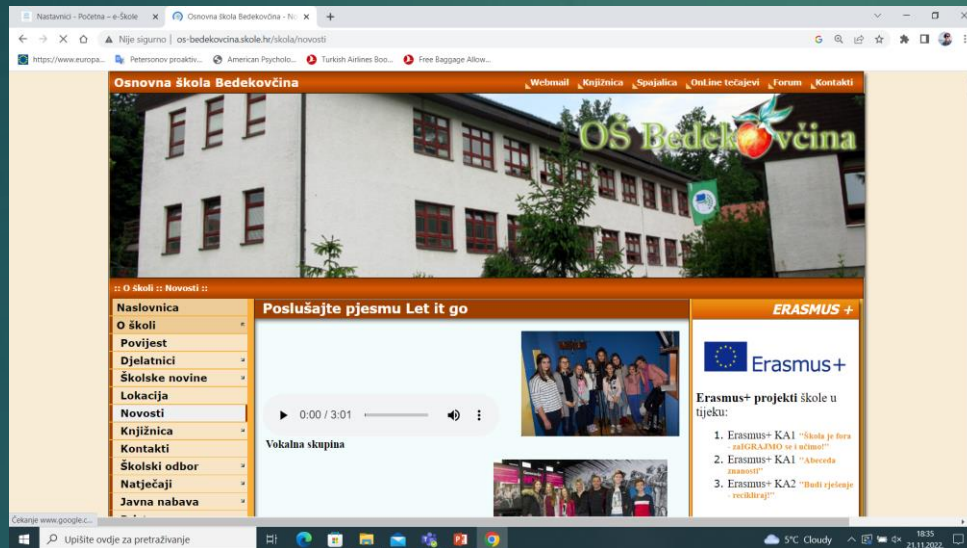 Nastavnici - Početna – e-Škole
Osnovna škola Bedekovčina - No
Nije sigurno | os-bedekovcina.skole.hr/skola/novosti
https://www.europa...
Petersonov proaktiv...
American Psycholo...
Turkish Airlines Boo...
Free Baggage Allow...
Osnovna škola Bedekovčina
Webmail Knjižnica Spajalica OnLine tečajevi Forum Kontakti
OŠ Bedekovčina
:: O školi :: Novosti ::
Naslovnica
O školi
Povijest
Djelatnici
Školske novine
Lokacija
Novosti
Knjižnica
Kontakti
Školski odbor
Natječaji
Javna nabava
Poslušajte pjesmu Let it go
0:00 / 3:01
Vokalna skupina
ERASMUS +
Erasmus+
Erasmus+ projekti škole u
tijeku:
1. Erasmus+ KA1 "Škola je fora
- zaIGRAJMO se i učimo!"
2. Erasmus+ KA1 "Abeceda
znanosti"
3. Erasmus+ KA2 "Budi rješenje
- recikliraj!"
Čekanje www.google.c...
Upišite ovdje za pretraživanje
5°C Cloudy
18:35
21.11.2022.